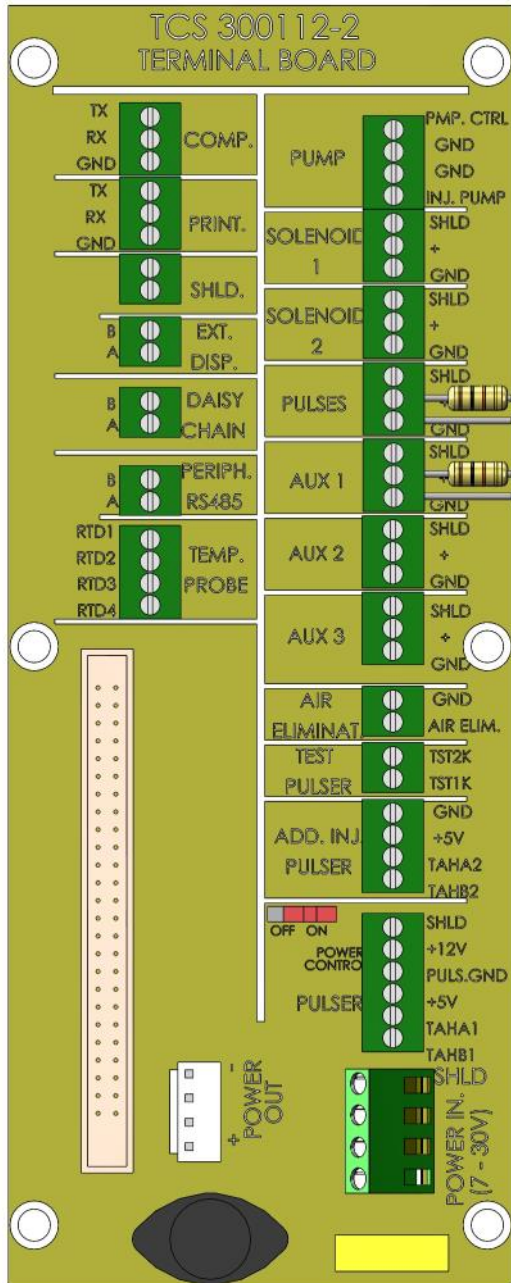 TCS 300112-2
TERMINAL BOARD
TX
RX
GND
COMP.
TX
RX
GND
PRINT.
SHLD.
B
A
EXT.
DISP.
B
A
DAISY
CHAIN
B
A
PERIPH.
RS485
RTD1
RTD2
RTD3
RTD4
TEMP.
PROBE
PUMP
PMP. CTRL
GND
GND
INJ. PUMP
SOLENOID
1
SHLD
+
GND
SOLENOID
2
SHLD
+
GND
PULSES
SHLD
+
GND
AUX 1
SHLD
+
GND
AUX 2
SHLD
+
GND
AUX 3
SHLD
+
GND
AIR
ELIMINAT.
GND
AIR ELIM.
TEST
PULSER
TST2K
TST1K
ADD. INJ.
PULSER
GND
+5V
TAHA2
TAHB2
OFF ON
POWER
CONTRO
PULSER
SHLD
+12V
PULS.GND
+5V
TAHA1
TAHB1
- +
POWER
OUT
SHLD
POWER IN.
(7 - 30V)